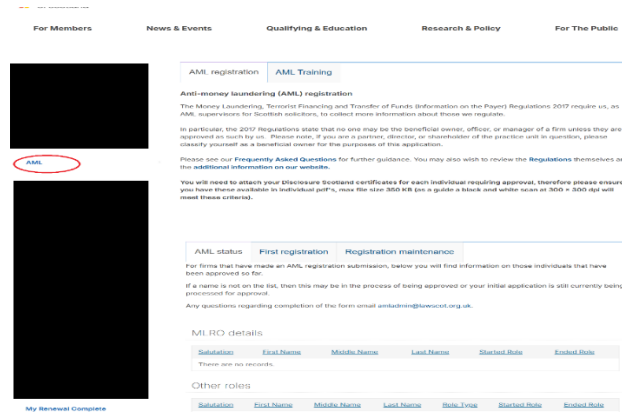 For Members News & Events Qualifying & Education Research & Policy For The Public
AML registration AML Training
Anti-money laundering (AML) registration
The Money Laundering, Terrorist Financing and Transfer of Funds (Information on the Payer) Regulations 2017 require us, as
AML supervisors for Scottish solicitors, to collect more information about those we regulate.
In particular, the 2017 Regulations state that no one may be the beneficial owner, officer, or manager of a firm unless they are
approved as such by us. Please note, if you are a partner, director, or shareholder of the practice unit in question, please
classify yourself as a beneficial owner for the purposes of this application.
AML
Please see our Frequently Asked Questions for further guidance. You may also wish to review the Regulations themselves an
the additional information on our website.
You will need to attach your Disclosure Scotland certificates for each individual requiring approval, therefore please ensure
you have these available in individual pdf's, max file size 350 KB (as a guide a black and white scan at 300 × 300 dpi will
meet these criteria).
AML status First registration Registration maintenance
For firms that have made an AML registration submission, below you will find information on those individuals that have
been approved so far.
If a name is not on the list, then this may be in the process of being approved or your initial application is still currently being
processed for approval.
Any questions regarding completion of the form email amladmin@lawscot.org.uk.
MLRO details
Salutation First Name Middle Name Last Name Started Role Ended Role
There are no records.
Other roles
Salutation First Name Middle Name Last Name Role Type Started Role Ended Role
My Renewal Complete